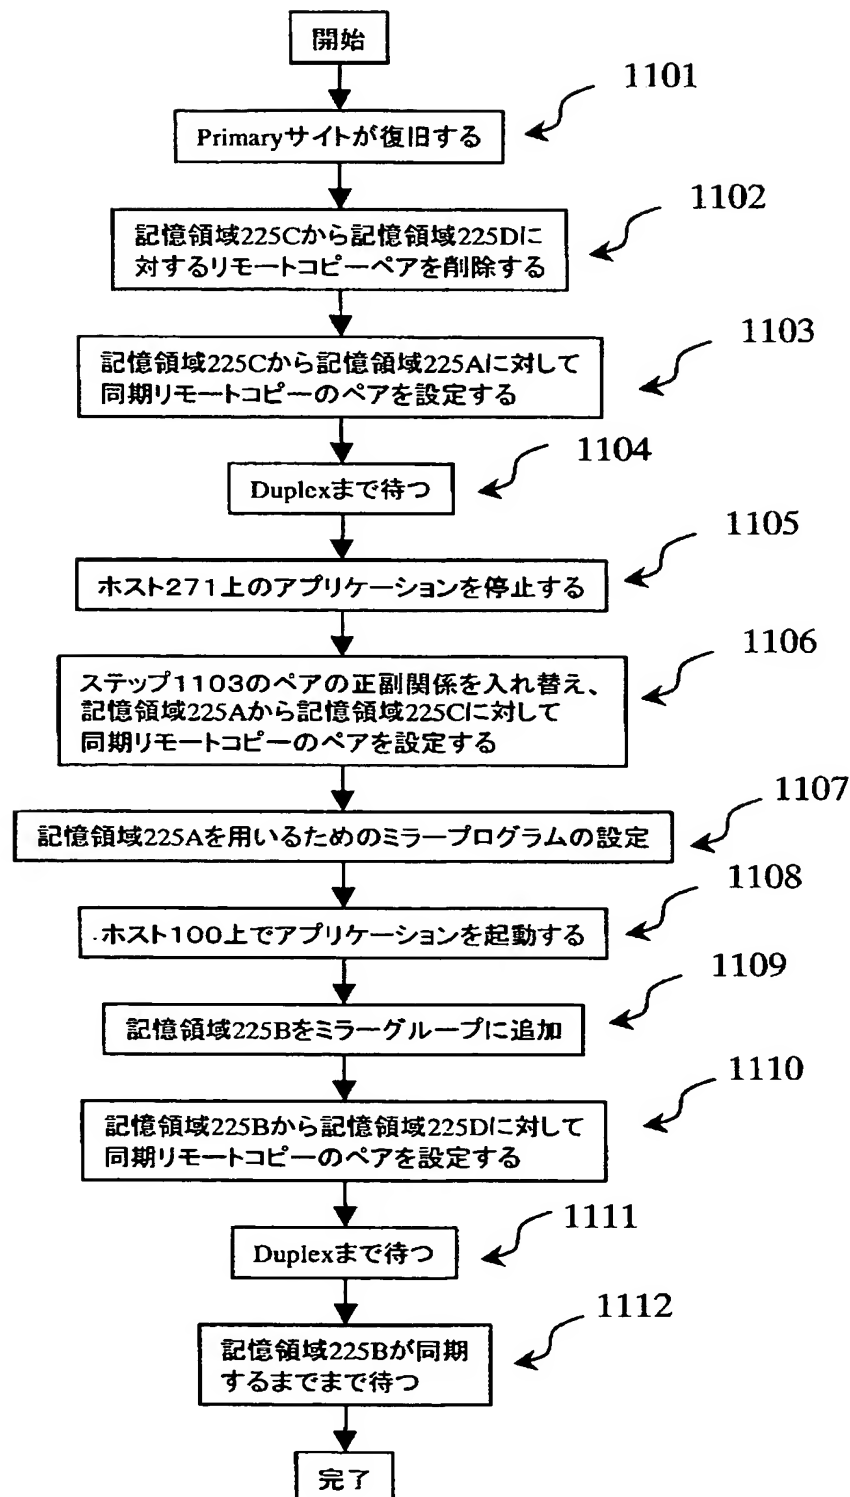 開始
1101
Primaryサイトが復旧する
1102
記憶領域225Cから記憶領域225Dに
対するリモートコピーペアを削除する
1103
記憶領域225Cから記憶領域225Aに対して
同期リモートコピーのペアを設定する
1104
Duplexまで待つ
1105
ホスト271上のアプリケーションを停止する
1106
ステップ1103のペアの正副関係を入れ替え、
記憶領域225Aから記憶領域225Cに対して
同期リモートコピーのペアを設定する
1107
記憶領域225Aを用いるためのミラープログラムの設定
1108
ホスト100上でアプリケーションを起動する
1109
記憶領域225Bをミラーグループに追加
1110
記憶領域225Bから記憶領域225Dに対して
同期リモートコピーのペアを設定する
1111
Duplexまで待つ
1112
記憶領域225Bが同期
するまでまで待つ
完了